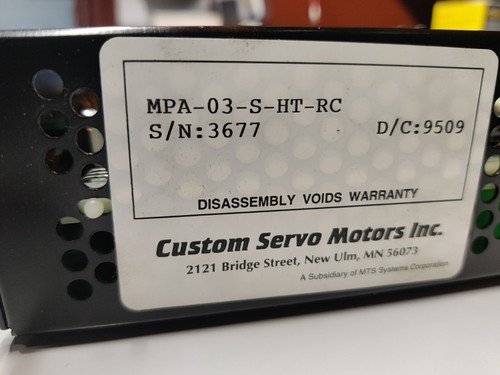 MPA-03-S-HT-RC
S/N:3677 D/C:9509
DISASSEMBLY VOIDS WARRANTY
Custom Servo Motors Inc.
2121 Bridge Street, New Ulm, MN 56073
A Subsidiary of MTS Systems Corporation